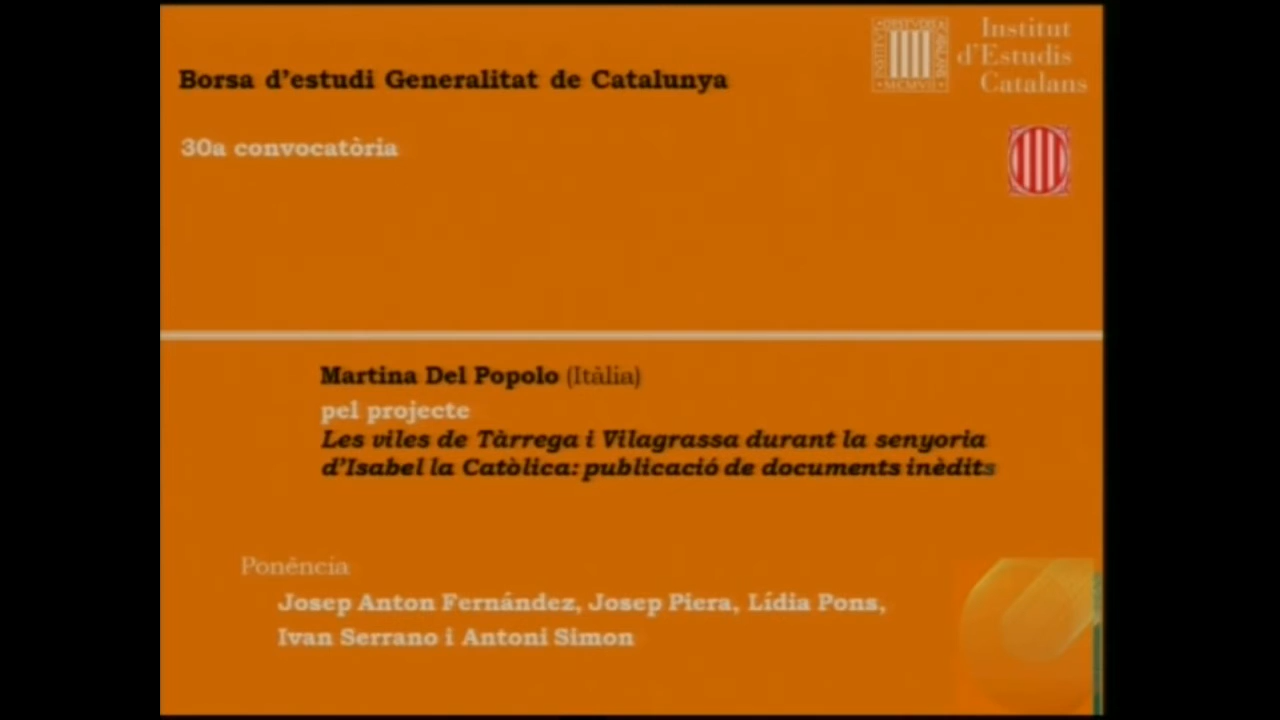 Borsa d'estudi Generalitat de Catalunya
Institut
d'Estudis
Catalans
30a convocatòria
Martina Del Popolo (Itàlia)
pel projecte
Les viles de Tàrrega i Vilagrassa durant la senyoria
d'Isabel la Catòlica: publicació de documents inèdits
Ponència
Josep Anton Fernández, Josep Piera, Lídia Pons,
Ivan Serrano i Antoni Simon